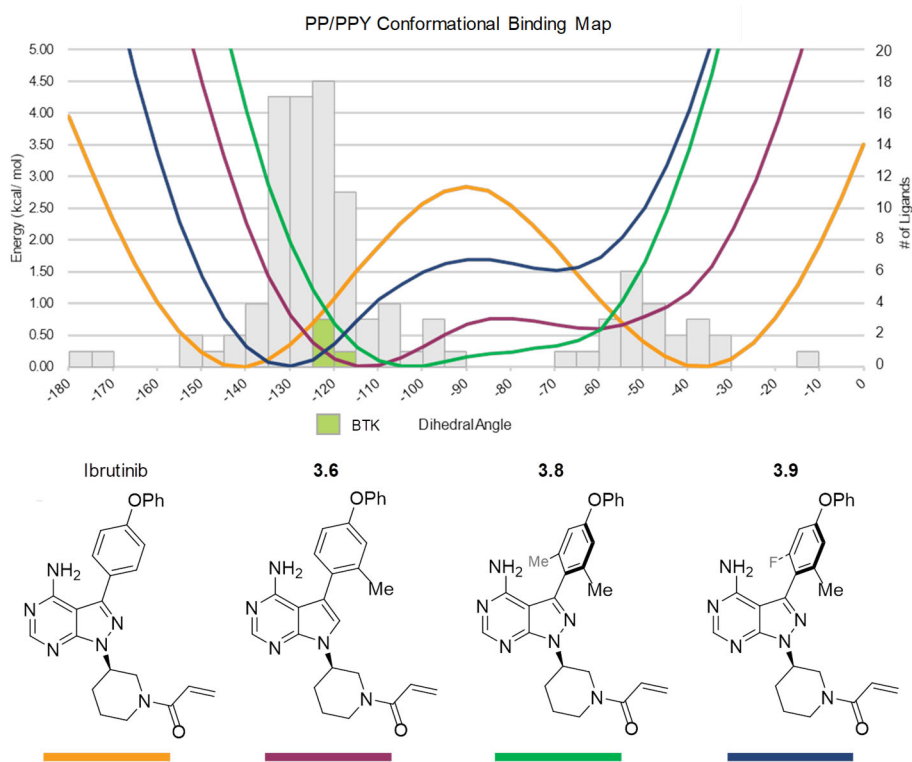 PP/PPY Conformational Binding Map
Energy (kcal/ mol)
5.00
4.50
4.00
3.50
3.00
2.50
2.00
1.50
1.00
0.50
0.00
20
18
16
14
12
10
8
6
4
2
0
# of Ligands
-180 -170 -160 -150 -140 -130 -120 -110 -100 -90 -80 -70 -60 -50 -40 -30 -20 -10 0
BTK Dihedral Angle
Ibrutinib 3.6 3.8 3.9
OPh
NH2
N
N
N
N
N
O
OPh
Me
NH2
N
N
N
N
O
OPh
Me
Me
NH2
N
N
N
N
N
O
OPh
F
Me
NH2
N
N
N
N
N
O